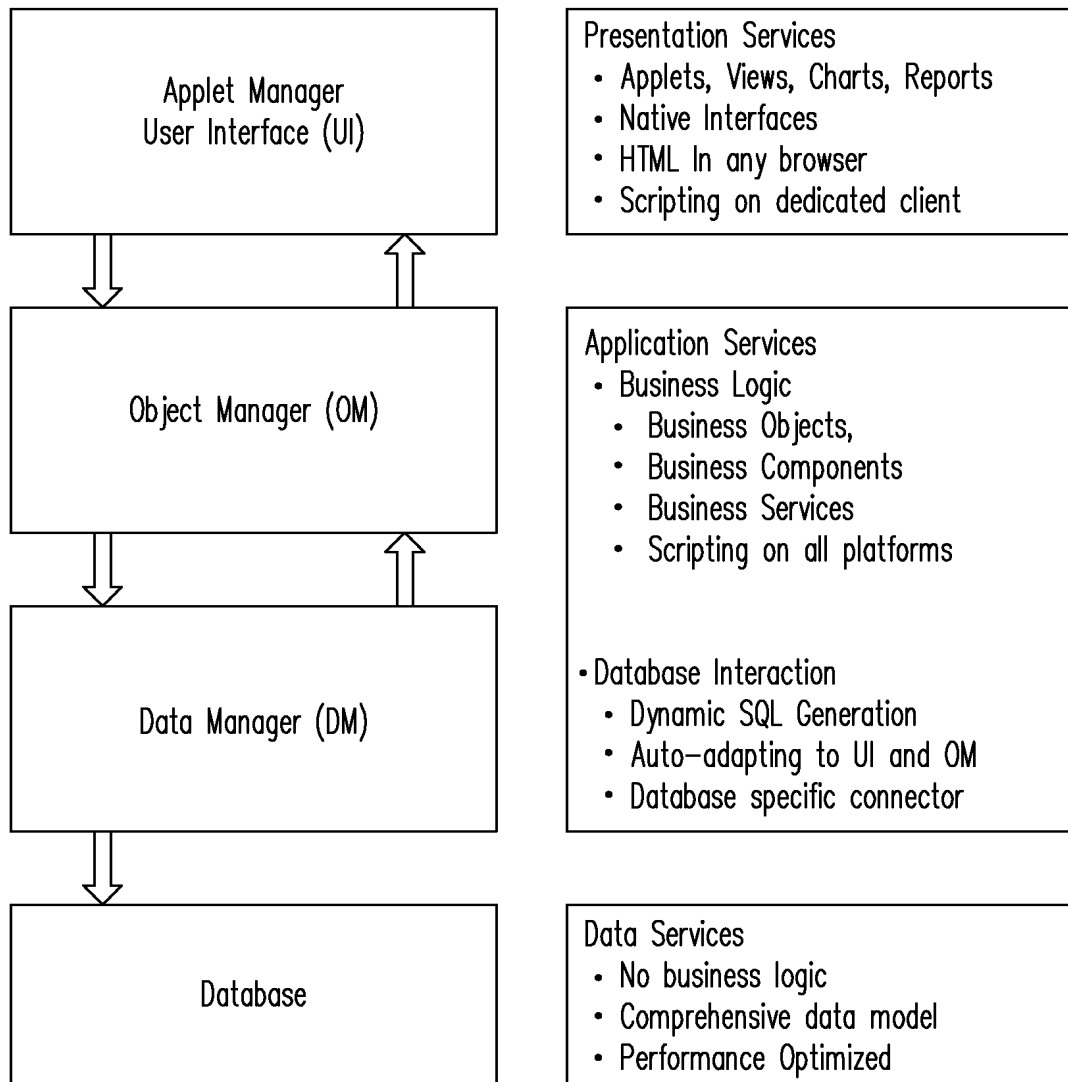 Applet Manager
User Interface (UI)
Presentation Services
• Applets, Views, Charts, Reports
• Native Interfaces
• HTML In any browser
• Scripting on dedicated client
Object Manager (OM)
Application Services
• Business Logic
• Business Objects,
• Business Components
• Business Services
• Scripting on all platforms
Data Manager (DM)
• Database Interaction
• Dynamic SQL Generation
• Auto-adapting to UI and OM
• Database specific connector
Database
Data Services
• No business logic
• Comprehensive data model
• Performance Optimized